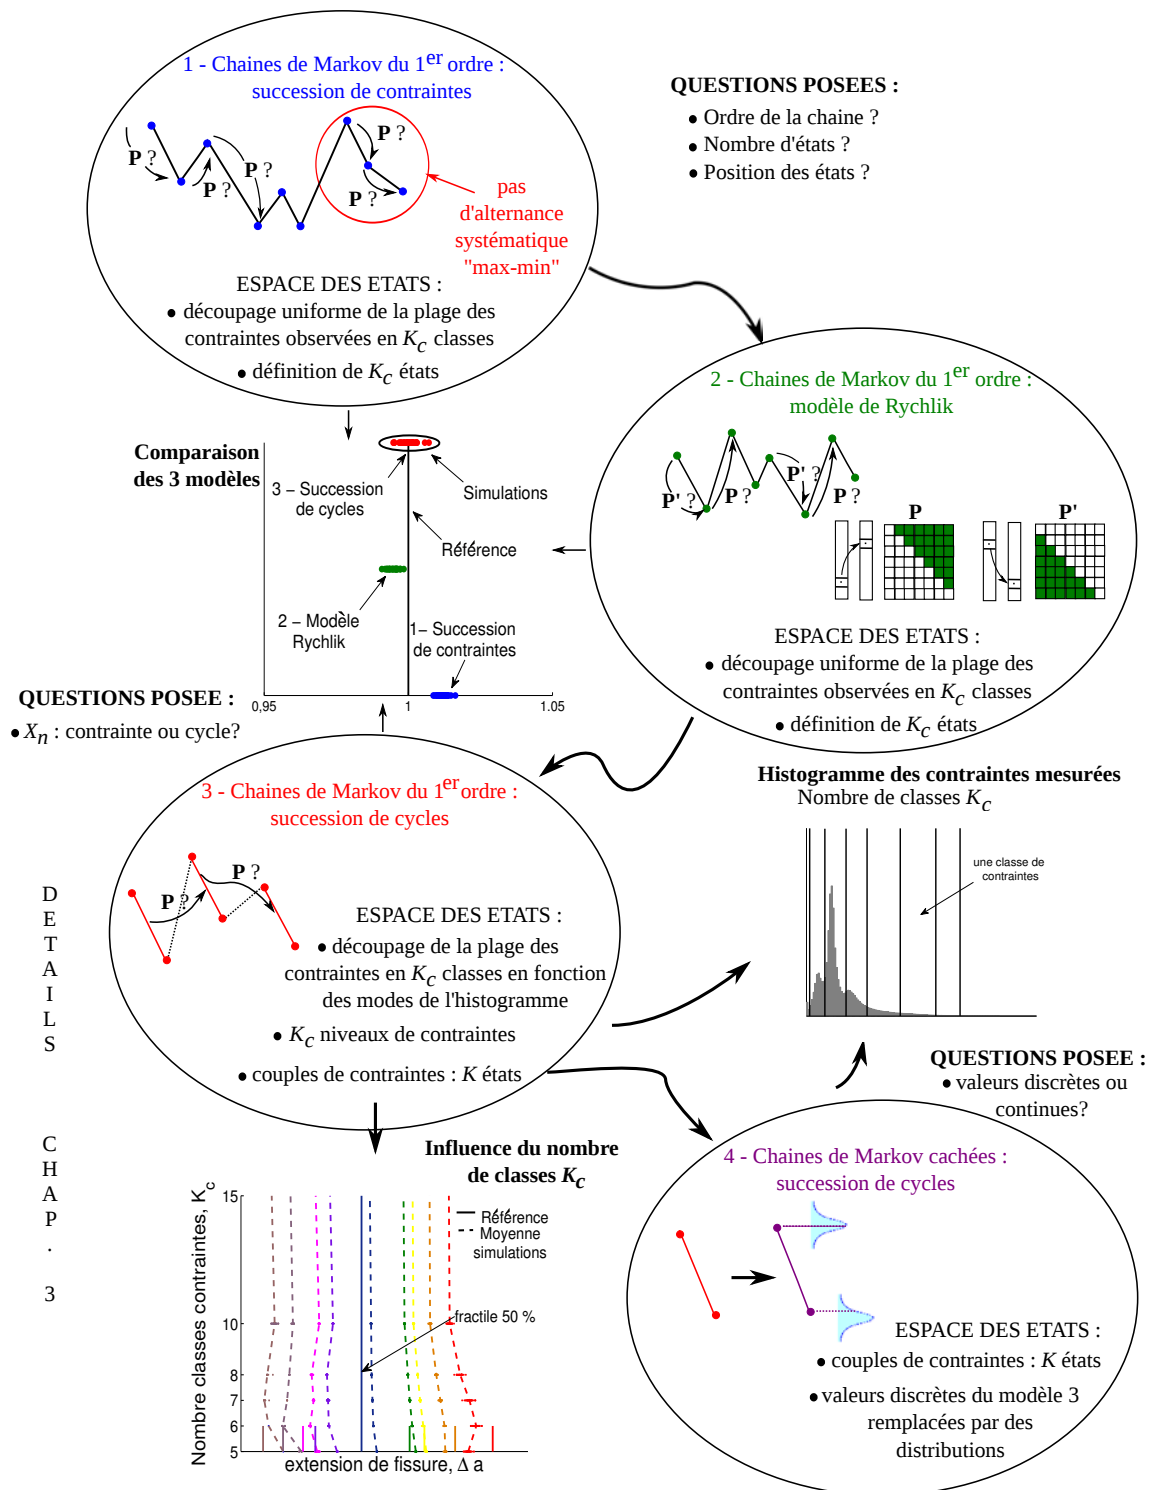 1 - Chaines de Markov du 1er ordre :
succession de contraintes
P ?
P ?
P ?
P ?
P ?
pas
d'alternance
systématique
"max-min"
ESPACE DES ETATS :
• découpage uniforme de la plage des
contraintes observées en Kc classes
• définition de Kc états
QUESTIONS POSEES :
• Ordre de la chaine ?
• Nombre d'états ?
• Position des états ?
2 - Chaines de Markov du 1er ordre :
modèle de Rychlik
P' ?
P ?
P' ?
P ?
P
P'
ESPACE DES ETATS :
• découpage uniforme de la plage des
contraintes observées en Kc classes
• définition de Kc états
Comparaison
des 3 modèles
3 – Succession
de cycles
Simulations
Référence
2 – Modèle
Rychlik
1– Succession
de contraintes
0,95
1
1.05
QUESTIONS POSEE :
• Xn : contrainte ou cycle?
3 - Chaines de Markov du 1er ordre :
succession de cycles
P ?
P ?
ESPACE DES ETATS :
• découpage de la plage des
contraintes en Kc classes en fonction
des modes de l'histogramme
• Kc niveaux de contraintes
• couples de contraintes : K états
Histogramme des contraintes mesurées
Nombre de classes Kc
une classe de
contraintes
DETAILS
CHAP. 3
QUESTIONS POSEE :
• valeurs discrètes ou
continues?
Influence du nombre
de classes Kc
Nombre classes contraintes, Kc
15
10
8
7
6
5
Référence
Moyenne
simulations
fractile 50 %
extension de fissure, Δ a
4 - Chaines de Markov cachées :
succession de cycles
ESPACE DES ETATS :
• couples de contraintes : K états
• valeurs discrètes du modèle 3
remplacées par des
distributions